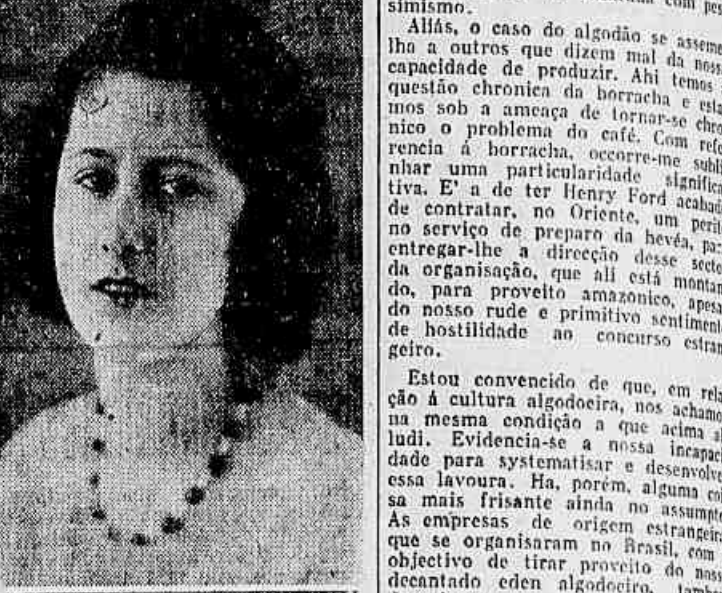 simismo.
Aliás, o caso do algodão se asseme-
lha a outros que dizem mal da nos
capacidade de produzir. Ahi temos
questão chronica da borracha e est
mos sob a ameaça de tornar-se chro
nico o problema do café. Com refe
rencia á borracha, occorre-me subli
nhar uma particularidade significa
tiva. E' a de ter Henry Ford acabad
de contratar, no Oriente, um perit
no serviço de preparo da hevéa, pa
entregar-lhe a direcção desse secto
da organisação, que ali está montan
do, para proveito amazonico, apesa
do nosso rude e primitivo sentiment
de hostilidade ao concurso estran
geiro.
Estou convencido de que, em rela
ção á cultura algodoeira, nos achamo
na mesma condição a que acima al
ludi. Evidencia-se a nossa incapaci
dade para systematisar e desenvolve
essa lavoura. Ha, porém, alguma co
sa mais frisante ainda no assumpto
As empresas de origem estrangeira
que se organisaram no Brasil, com
objectivo de tirar proveito do noss
decantado eden algodoeiro,